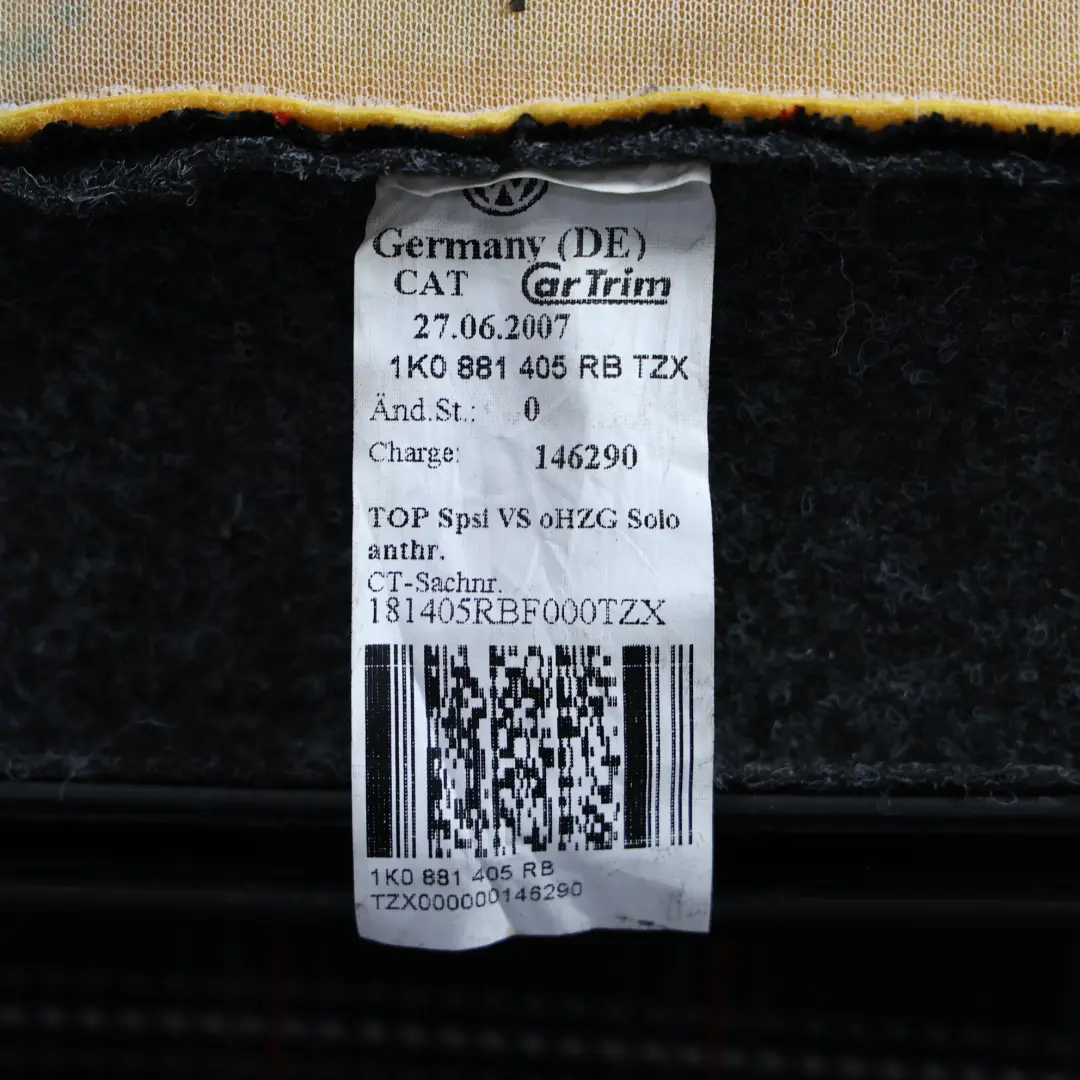 VW
Germany (DE)
CAT CarTrim
27.06.2007
1K0 881 405 RB TZX
Änd.St.: 0
Charge: 146290
TOP Spsi VS oHZG Solo
anthr.
CT-Sachnr.
181405RBF000TZX
1K0 881 405 RB
TZX000000146290